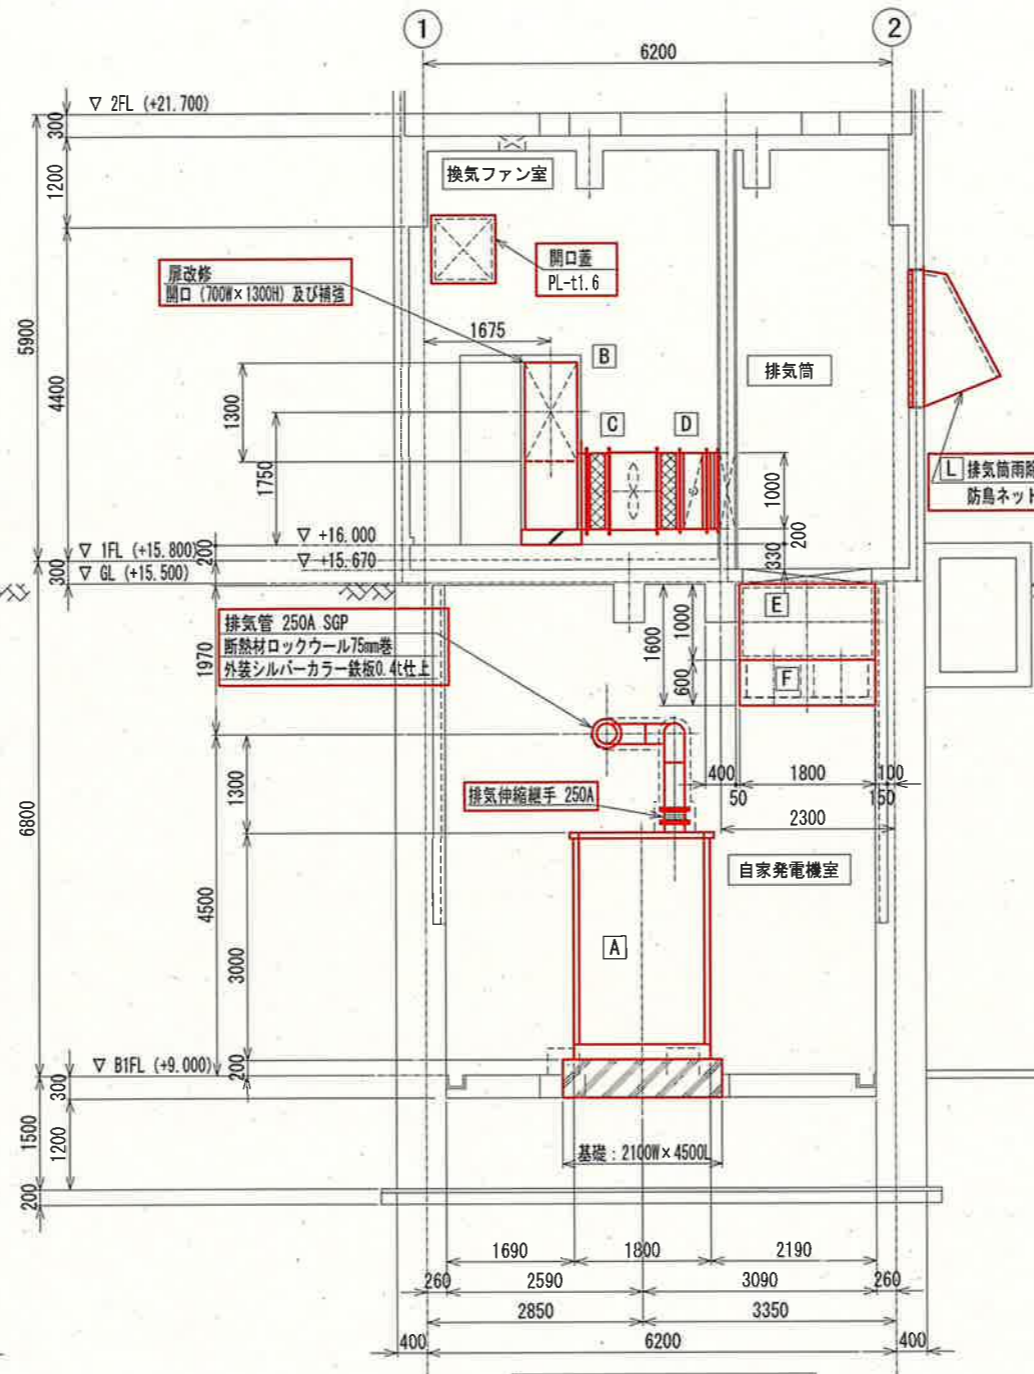 1
2
6200
▽ 2FL (+21.700)
300
1200
換気ファン室
扉改修
開口 (700W×1300H) 及び補強
開口蓋
PL-t1.6
1675
B
排気筒
5900
4400
1300
C
D
1750
L 排気筒雨除
防鳥ネット
1000
200
330
▽ +16.000
▽ 1FL (+15.800)
200
▽ +15.670
300
▽ GL (+15.500)
E
排気管 250A SGP
断熱材ロックウール75mm巻
外装シルバーカラー鉄板0.4t仕上
1970
1600
1000
600
F
400
1800
100
50
150
2300
排気伸縮継手 250A
1300
6800
自家発電機室
4500
3000
A
▽ B1FL (+9.000)
200
300
1500
1200
基礎：2100W×4500L
200
1690
1800
2190
260
2590
3090
260
2850
3350
400
6200
400